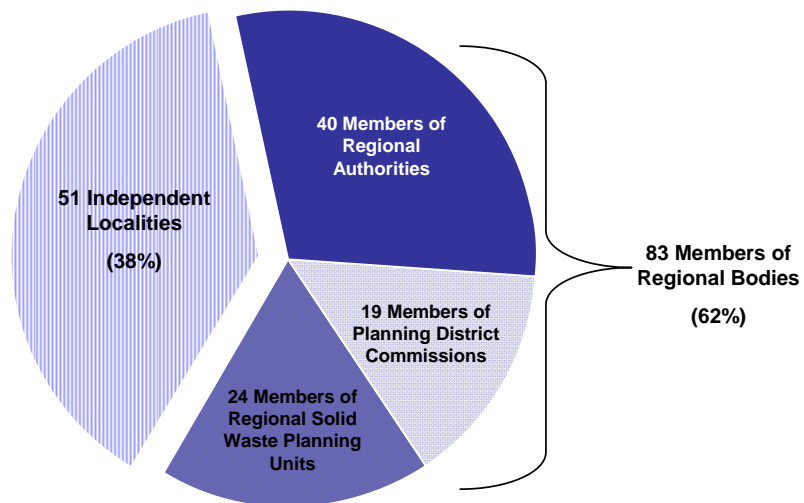 40 Members of
Regional
Authorities
51 Independent
Localities
(38%)
83 Members of
Regional Bodies
(62%)
19 Members of
Planning District
Commissions
24 Members of
Regional Solid
Waste Planning
Units